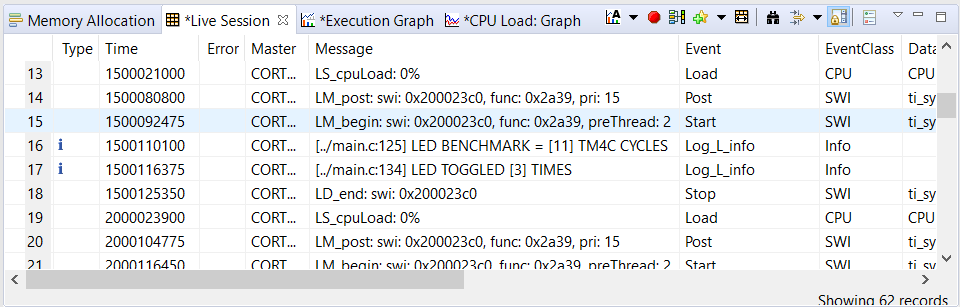 Memory Allocation *Live Session *Execution Graph *CPU Load: Graph
Type Time Error Master Message Event EventClass Data
13 1500021000 CORT... LS_cpuLoad: 0% Load CPU CPU
14 1500080800 CORT... LM_post: swi: 0x200023c0, func: 0x2a39, pri: 15 Post SWI ti_sy
15 1500092475 CORT... LM_begin: swi: 0x200023c0, func: 0x2a39, preThread: 2 Start SWI ti_sy
16 i 1500110100 CORT... [../main.c:125] LED BENCHMARK = [11] TM4C CYCLES Log_L_info Info
17 i 1500116375 CORT... [../main.c:134] LED TOGGLED [3] TIMES Log_L_info Info
18 1500125350 CORT... LD_end: swi: 0x200023c0 Stop SWI ti_sy
19 2000023900 CORT... LS_cpuLoad: 0% Load CPU CPU
20 2000104775 CORT... LM_post: swi: 0x200023c0, func: 0x2a39, pri: 15 Post SWI ti_sy
21 2000116450 CORT... LM_begin: swi: 0x200023c0, func: 0x2a39, preThread: 2 Start SWI ti_sy
Showing 62 records